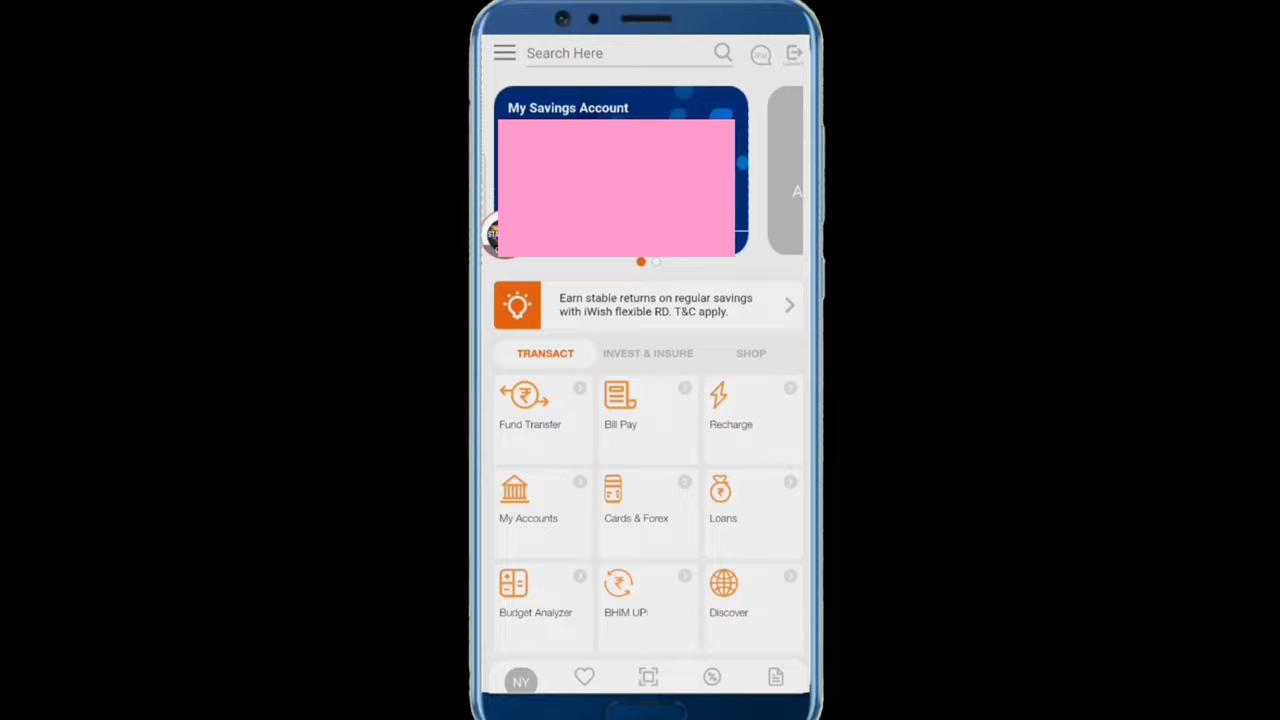 Search Here
My Savings Account
A
Earn stable returns on regular savings
with iWish flexible RD. T&C apply.
TRANSACT
INVEST & INSURE
SHOP
Fund Transfer
Bill Pay
Recharge
My Accounts
Cards & Forex
Loans
Budget Analyzer
BHIM UPI
Discover
NY